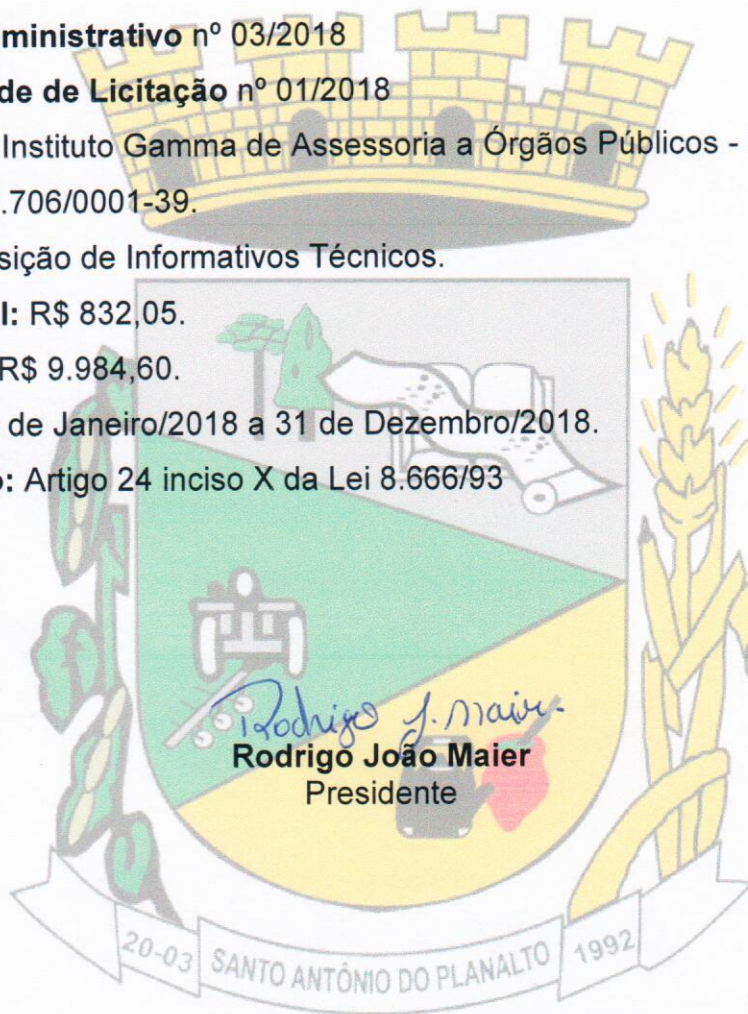 ministrativo nº 03/2018
de de Licitação nº 01/2018
Instituto Gamma de Assessoria a Órgãos Públicos -
.706/0001-39.
sição de Informativos Técnicos.
l: R$ 832,05.
R$ 9.984,60.
de Janeiro/2018 a 31 de Dezembro/2018.
o: Artigo 24 inciso X da Lei 8.666/93
Rodrigo J. Maier
Rodrigo João Maier
Presidente
20-03 SANTO ANTÔNIO DO PLANALTO 1992